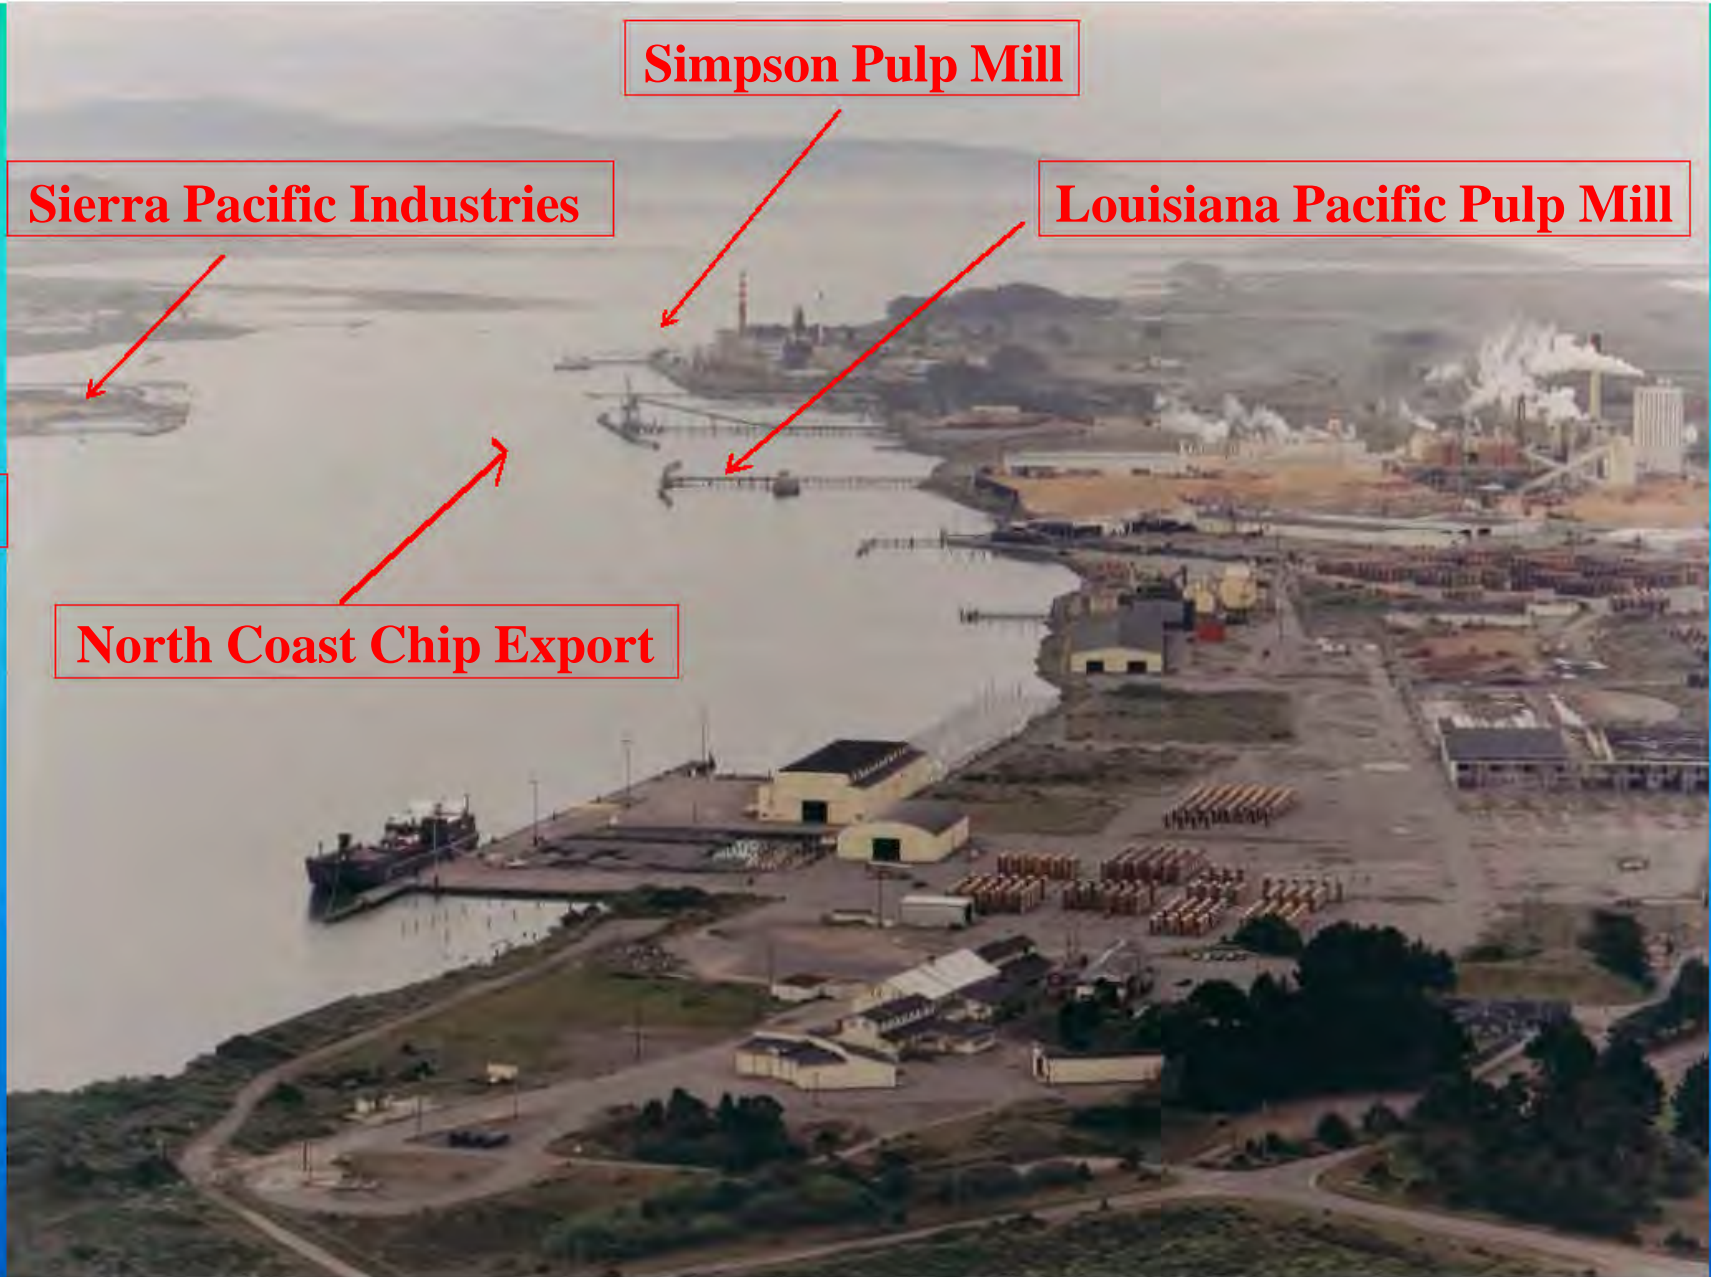 Simpson Pulp Mill
Sierra Pacific Industries
Louisiana Pacific Pulp Mill
North Coast Chip Export